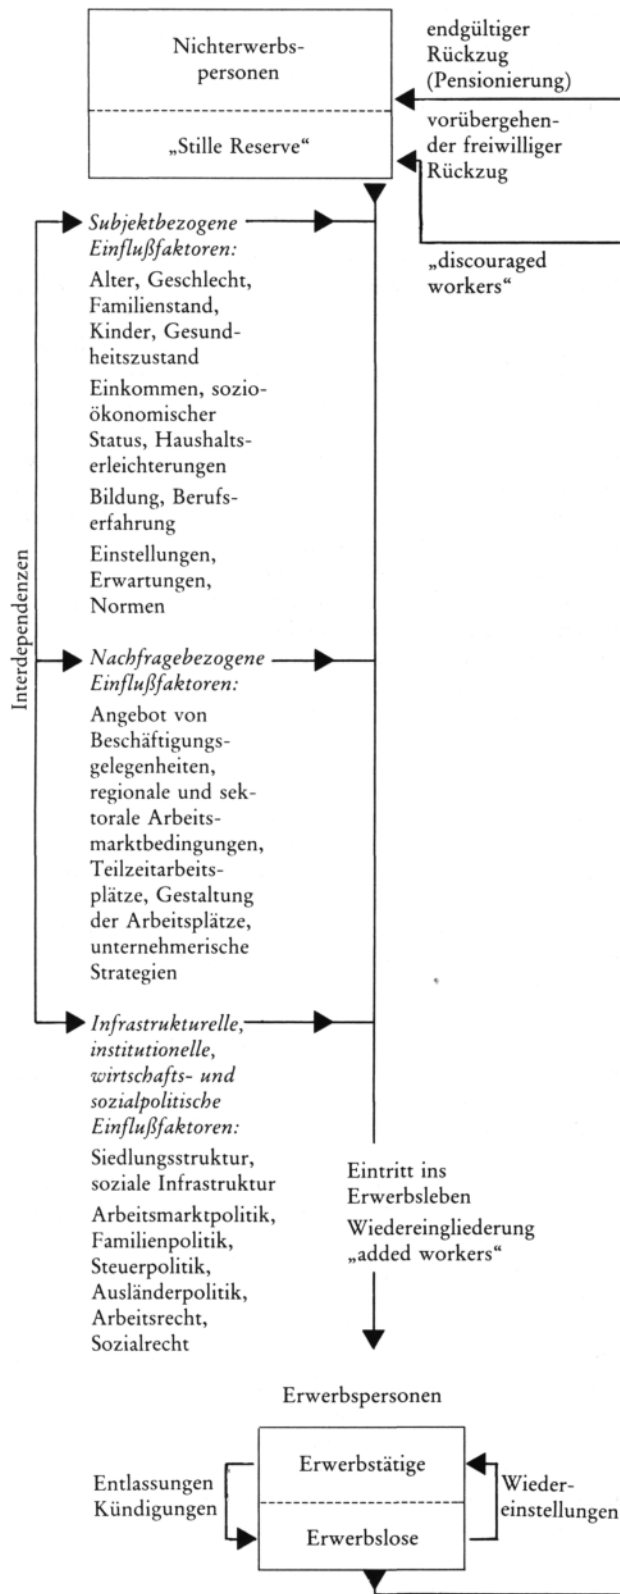 Nichterwerbs-
personen
„Stille Reserve“
endgültiger
Rückzug
(Pensionierung)
vorübergehen-
der freiwilliger
Rückzug
„discouraged
workers“
Interdependenzen
Subjektbezogene
Einflußfaktoren:
Alter, Geschlecht,
Familienstand,
Kinder, Gesund-
heitszustand
Einkommen, sozio-
ökonomischer
Status, Haushalts-
erleichterungen
Bildung, Berufs-
erfahrung
Einstellungen,
Erwartungen,
Normen
Nachfragebezogene
Einflußfaktoren:
Angebot von
Beschäftigungs-
gelegenheiten,
regionale und sek-
torale Arbeits-
marktbedingungen,
Teilzeitarbeits-
plätze, Gestaltung
der Arbeitsplätze,
unternehmerische
Strategien
Infrastrukturelle,
institutionelle,
wirtschafts- und
sozialpolitische
Einflußfaktoren:
Siedlungsstruktur,
soziale Infrastruktur
Arbeitsmarktpolitik,
Familienpolitik,
Steuerpolitik,
Ausländerpolitik,
Arbeitsrecht,
Sozialrecht
Eintritt ins
Erwerbsleben
Wiedereingliederung
„added workers“
Erwerbspersonen
Erwerbstätige
Erwerbslose
Entlassungen
Kündigungen
Wieder-
einstellungen